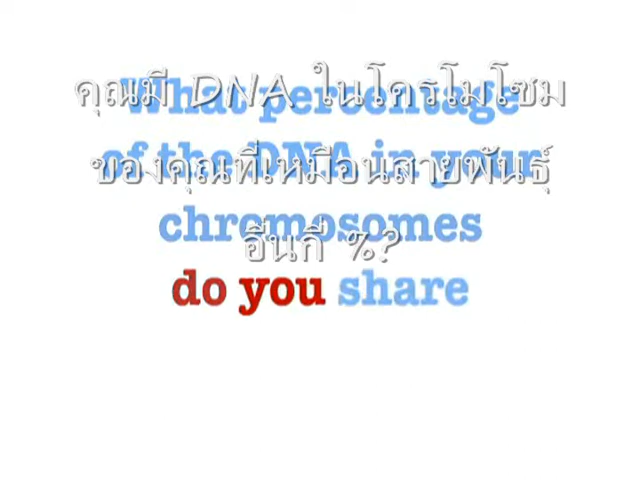 คุณมี DNA ในโครโมโซม
ของคุณที่เหมือนสายพันธุ์
อื่นกี่ %?
What percentage
of the DNA in your
chromosomes
do you share